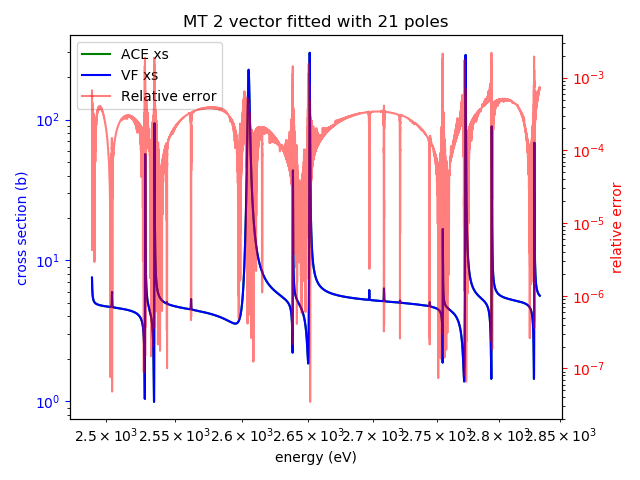 MT 2 vector fitted with 21 poles
ACE xs
VF xs
Relative error
cross section (b)
10²
10¹
10⁰
10⁻³
10⁻⁴
10⁻⁵
10⁻⁶
10⁻⁷
relative error
2.5 × 10³ 2.55 × 10³ 2.6 × 10³ 2.65 × 10³ 2.7 × 10³ 2.75 × 10³ 2.8 × 10³ 2.85 × 10³
energy (eV)